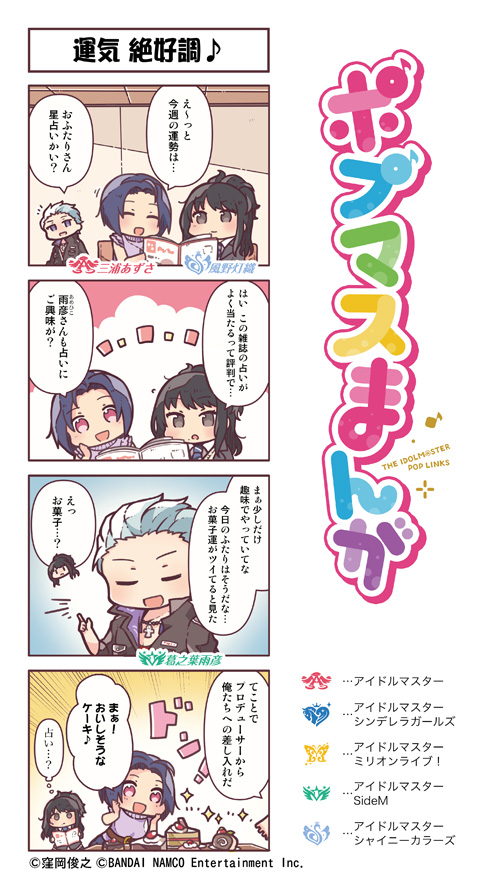 運気 絶好調♪
え〜っと
今週の運勢は…
おふたりさん
星占いかい？
三浦あずさ
風野灯織
はい この雑誌の占いが
よく当たるって評判で…
雨彦さんも占いに
あめひこ
ご興味が？
まぁ少しだけ
趣味でやっていてな
今日のふたりはそうだな…
お菓子運がツイてると見た
えっ
お菓子…？
葛之葉雨彦
てことで
プロデューサーから
俺たちへの差し入れだ
ドン
まぁ！
おいしそうな
ケーキ♪
占い…？
ポプマスまんが
THE IDOLM@STER
POP LINKS
…アイドルマスター
…アイドルマスター
シンデレラガールズ
…アイドルマスター
ミリオンライブ！
…アイドルマスター
SideM
…アイドルマスター
シャイニーカラーズ
©窪岡俊之 ©BANDAI NAMCO Entertainment Inc.